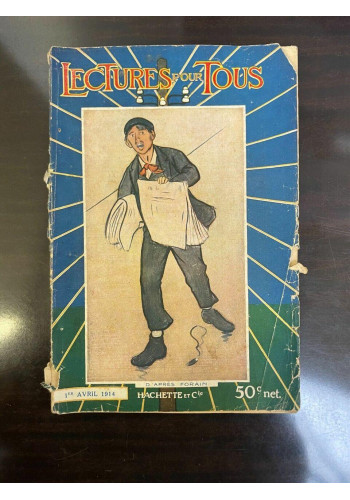 LECTURES POUR TOUS
D'APRÈS FORAIN
1ER AVRIL 1914
HACHETTE ET Cie
50c net.